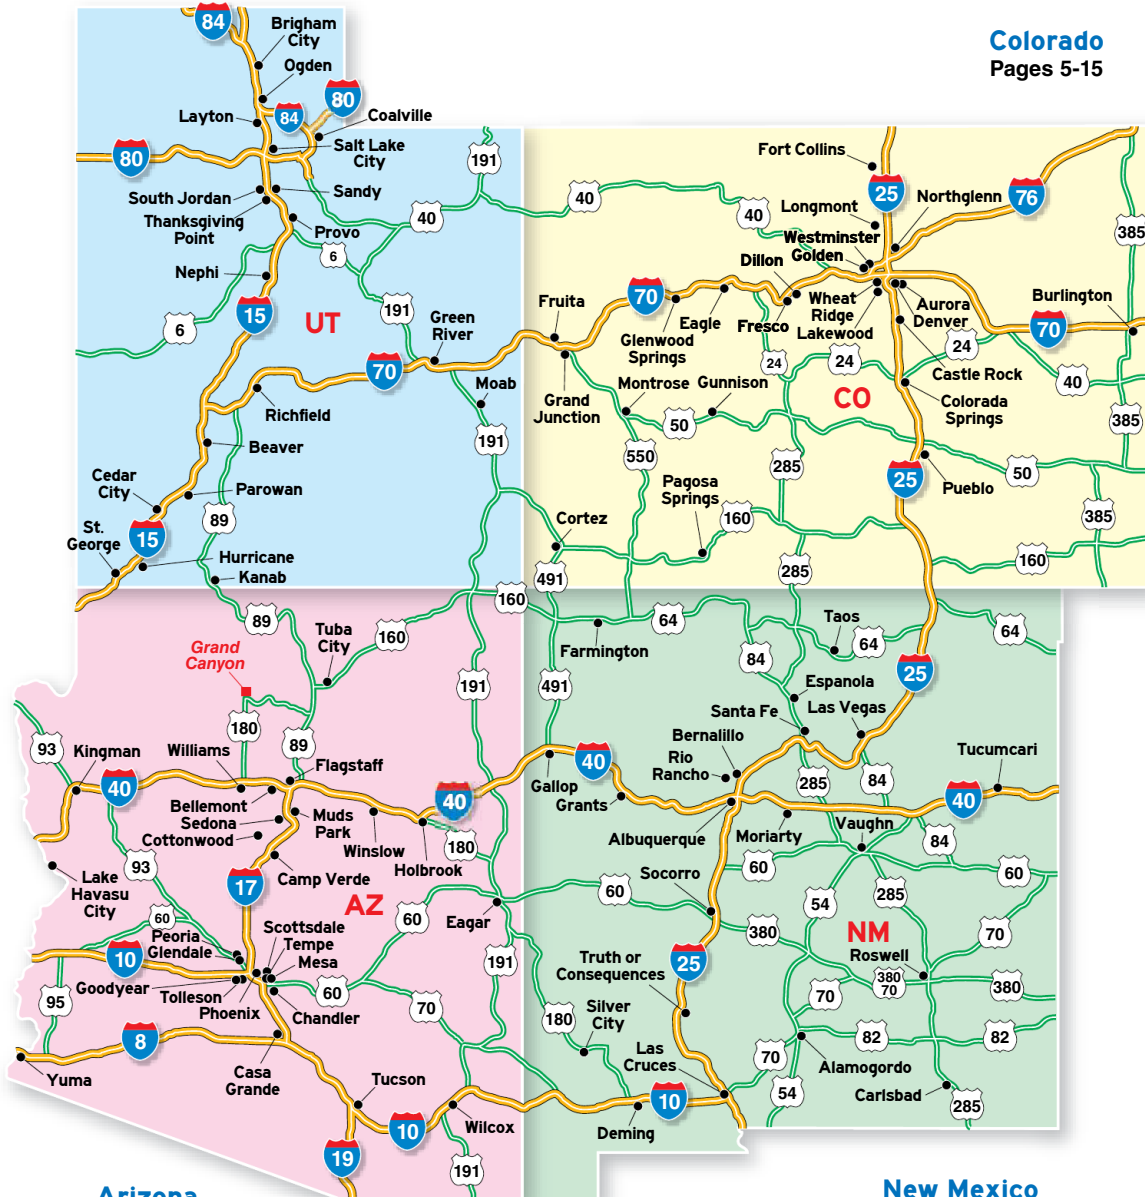 84
Brigham
City
Ogden
Colorado
Pages 5-15
80
84
Layton
Coalville
80
Salt Lake
City
191
Fort Collins
South Jordan
Sandy
40
25
Northglenn
76
Thanksgiving
Point
40
40
Longmont
385
Provo
6
Westminster
Golden
Nephi
Dillon
15
191
Fruita
70
Wheat
Ridge
Lakewood
Aurora
Denver
Burlington
UT
6
Green
River
Glenwood
Springs
Eagle
Fresco
70
24
24
24
70
Moab
Grand
Junction
Montrose
Gunnison
CO
Castle Rock
40
Richfield
Colorada
Springs
191
50
385
Beaver
550
285
25
50
Cedar
City
Parowan
Pagosa
Springs
Pueblo
St.
George
15
89
Cortez
160
385
Hurricane
Kanab
491
285
160
160
89
Tuba
City
160
64
Taos
64
64
Grand
Canyon
Farmington
84
25
191
491
Espanola
180
Santa Fe
Las Vegas
93
Kingman
Williams
89
Flagstaff
Bernalillo
Rio
Rancho
Tucumcari
40
40
40
Gallop
Grants
285
84
40
Bellemont
Sedona
Cottonwood
Muds
Park
Winslow
180
Holbrook
Albuquerque
Moriarty
Vaughn
84
93
17
Camp Verde
60
60
Lake
Havasu
City
AZ
60
Eagar
60
Socorro
54
285
60
Peoria
Glendale
Scottsdale
Tempe
Mesa
380
NM
70
10
Roswell
Goodyear
Tolleson
Phoenix
Chandler
60
191
Truth or
Consequences
25
70
380
70
380
95
70
180
Silver
City
82
82
8
Las
Cruces
70
Alamogordo
Yuma
Casa
Grande
Tucson
54
Carlsbad
285
10
Wilcox
10
Deming
19
191
Arizona
New Mexico